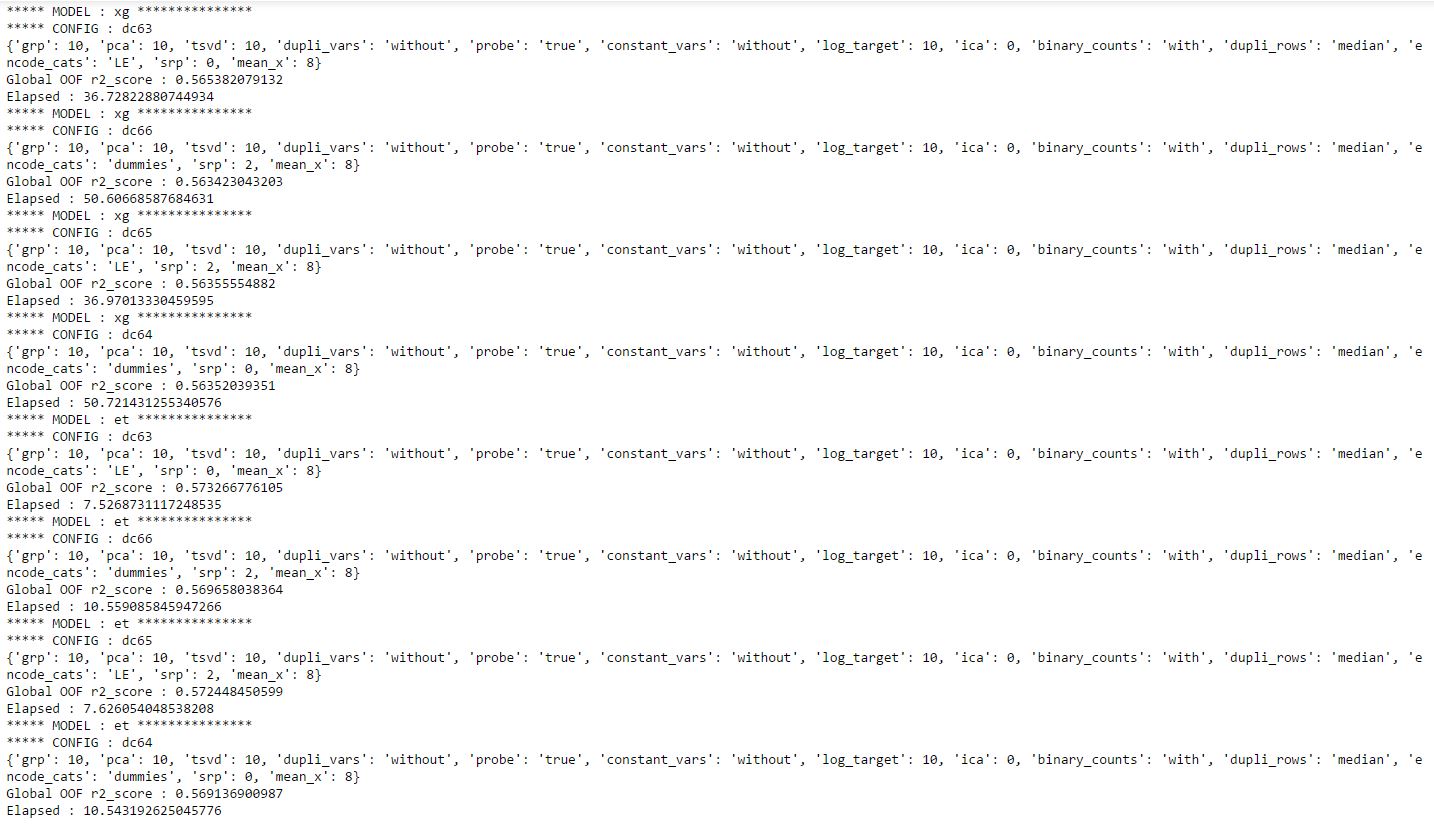 ***** MODEL : xg ***************
***** CONFIG : dc63
{'grp': 10, 'pca': 10, 'tsvd': 10, 'dupli_vars': 'without', 'probe': 'true', 'constant_vars': 'without', 'log_target': 10, 'ica': 0, 'binary_counts': 'with', 'dupli_rows': 'median', 'e
ncode_cats': 'LE', 'srp': 0, 'mean_x': 8}
Global OOF r2_score : 0.565382079132
Elapsed : 36.72822880744934
***** MODEL : xg ***************
***** CONFIG : dc66
{'grp': 10, 'pca': 10, 'tsvd': 10, 'dupli_vars': 'without', 'probe': 'true', 'constant_vars': 'without', 'log_target': 10, 'ica': 0, 'binary_counts': 'with', 'dupli_rows': 'median', 'e
ncode_cats': 'dummies', 'srp': 2, 'mean_x': 8}
Global OOF r2_score : 0.563423043203
Elapsed : 50.60668587684631
***** MODEL : xg ***************
***** CONFIG : dc65
{'grp': 10, 'pca': 10, 'tsvd': 10, 'dupli_vars': 'without', 'probe': 'true', 'constant_vars': 'without', 'log_target': 10, 'ica': 0, 'binary_counts': 'with', 'dupli_rows': 'median', 'e
ncode_cats': 'LE', 'srp': 2, 'mean_x': 8}
Global OOF r2_score : 0.56355554882
Elapsed : 36.97013330459595
***** MODEL : xg ***************
***** CONFIG : dc64
{'grp': 10, 'pca': 10, 'tsvd': 10, 'dupli_vars': 'without', 'probe': 'true', 'constant_vars': 'without', 'log_target': 10, 'ica': 0, 'binary_counts': 'with', 'dupli_rows': 'median', 'e
ncode_cats': 'dummies', 'srp': 0, 'mean_x': 8}
Global OOF r2_score : 0.56352039351
Elapsed : 50.721431255340576
***** MODEL : et ***************
***** CONFIG : dc63
{'grp': 10, 'pca': 10, 'tsvd': 10, 'dupli_vars': 'without', 'probe': 'true', 'constant_vars': 'without', 'log_target': 10, 'ica': 0, 'binary_counts': 'with', 'dupli_rows': 'median', 'e
ncode_cats': 'LE', 'srp': 0, 'mean_x': 8}
Global OOF r2_score : 0.573266776105
Elapsed : 7.5268731117248535
***** MODEL : et ***************
***** CONFIG : dc66
{'grp': 10, 'pca': 10, 'tsvd': 10, 'dupli_vars': 'without', 'probe': 'true', 'constant_vars': 'without', 'log_target': 10, 'ica': 0, 'binary_counts': 'with', 'dupli_rows': 'median', 'e
ncode_cats': 'dummies', 'srp': 2, 'mean_x': 8}
Global OOF r2_score : 0.569658038364
Elapsed : 10.559085845947266
***** MODEL : et ***************
***** CONFIG : dc65
{'grp': 10, 'pca': 10, 'tsvd': 10, 'dupli_vars': 'without', 'probe': 'true', 'constant_vars': 'without', 'log_target': 10, 'ica': 0, 'binary_counts': 'with', 'dupli_rows': 'median', 'e
ncode_cats': 'LE', 'srp': 2, 'mean_x': 8}
Global OOF r2_score : 0.572448450599
Elapsed : 7.626054048538208
***** MODEL : et ***************
***** CONFIG : dc64
{'grp': 10, 'pca': 10, 'tsvd': 10, 'dupli_vars': 'without', 'probe': 'true', 'constant_vars': 'without', 'log_target': 10, 'ica': 0, 'binary_counts': 'with', 'dupli_rows': 'median', 'e
ncode_cats': 'dummies', 'srp': 0, 'mean_x': 8}
Global OOF r2_score : 0.569136900987
Elapsed : 10.543192625045776